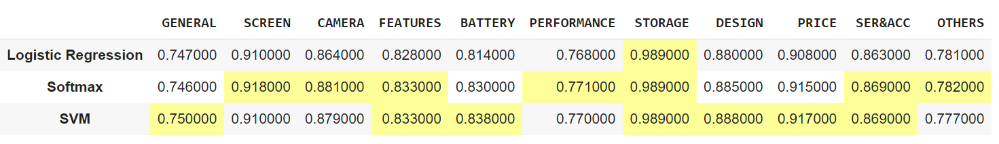 GENERAL SCREEN CAMERA FEATURES BATTERY PERFORMANCE STORAGE DESIGN PRICE SER&ACC OTHERS
Logistic Regression 0.747000 0.910000 0.864000 0.828000 0.814000 0.768000 0.989000 0.880000 0.908000 0.863000 0.781000
Softmax 0.746000 0.918000 0.881000 0.833000 0.830000 0.771000 0.989000 0.885000 0.915000 0.869000 0.782000
SVM 0.750000 0.910000 0.879000 0.833000 0.838000 0.770000 0.989000 0.888000 0.917000 0.869000 0.777000